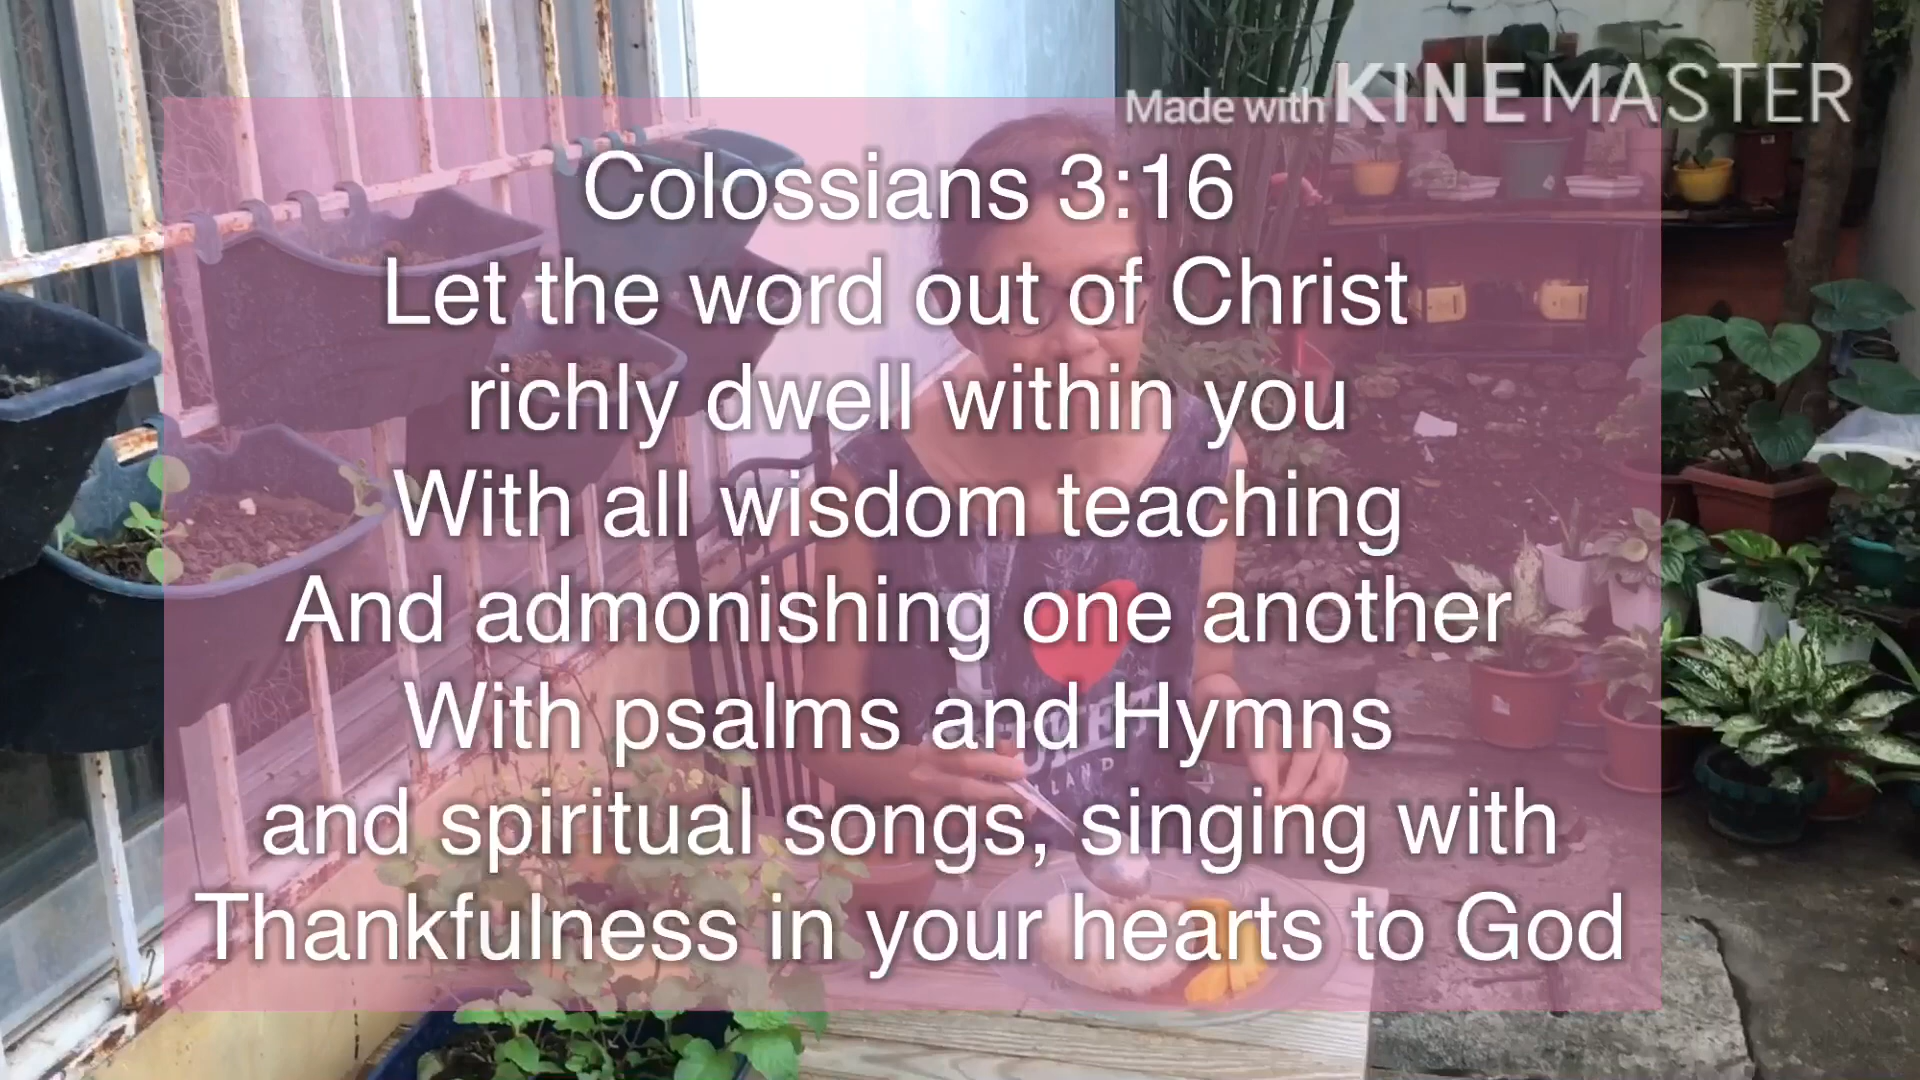 Made with KINEMASTER
Colossians 3:16
Let the word out of Christ
richly dwell within you
With all wisdom teaching
And admonishing one another
With psalms and Hymns
and spiritual songs, singing with
Thankfulness in your hearts to God
LAND